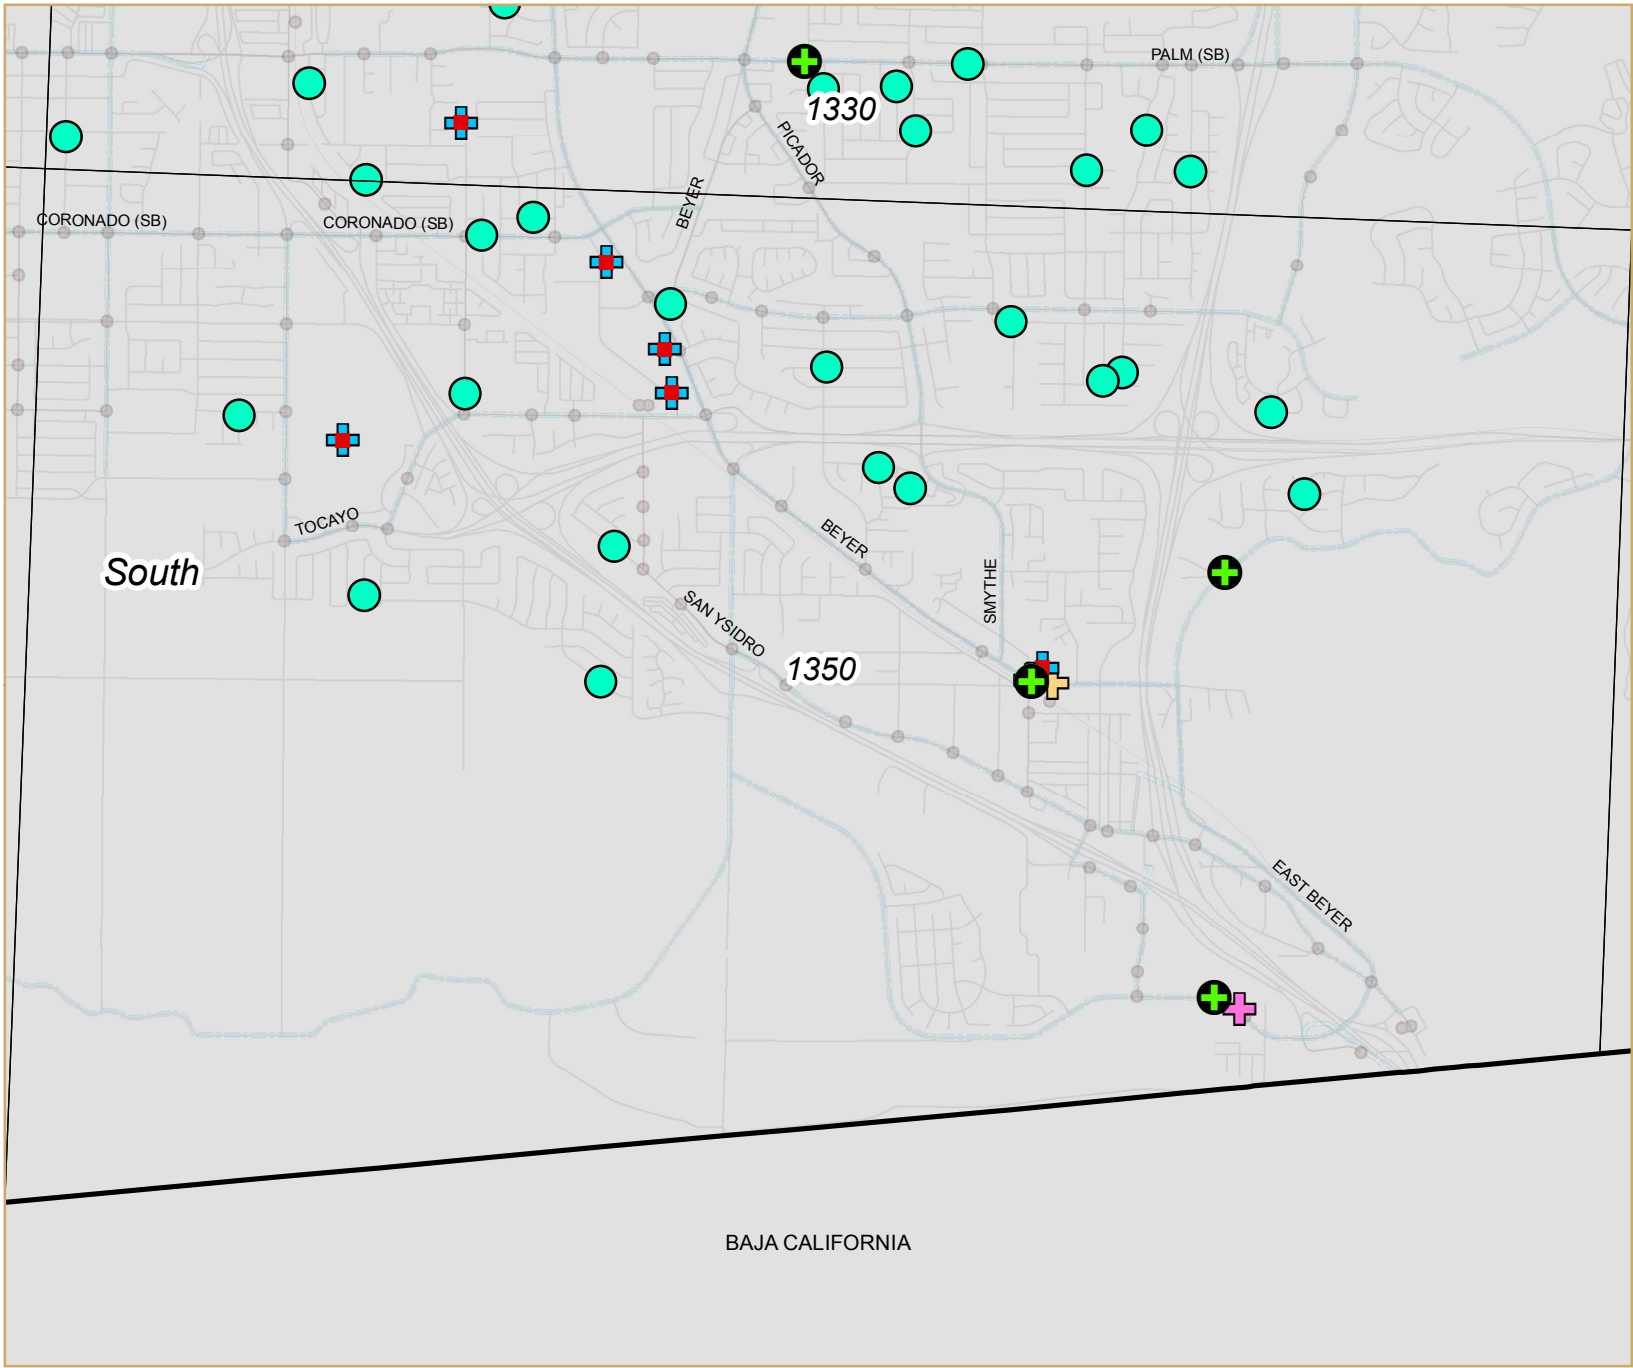 PALM (SB)
1330
PICADOR
BEYER
CORONADO (SB)
CORONADO (SB)
TOCAYO
BEYER
South
SMYTHE
SAN YSIDRO
1350
EAST BEYER
BAJA CALIFORNIA